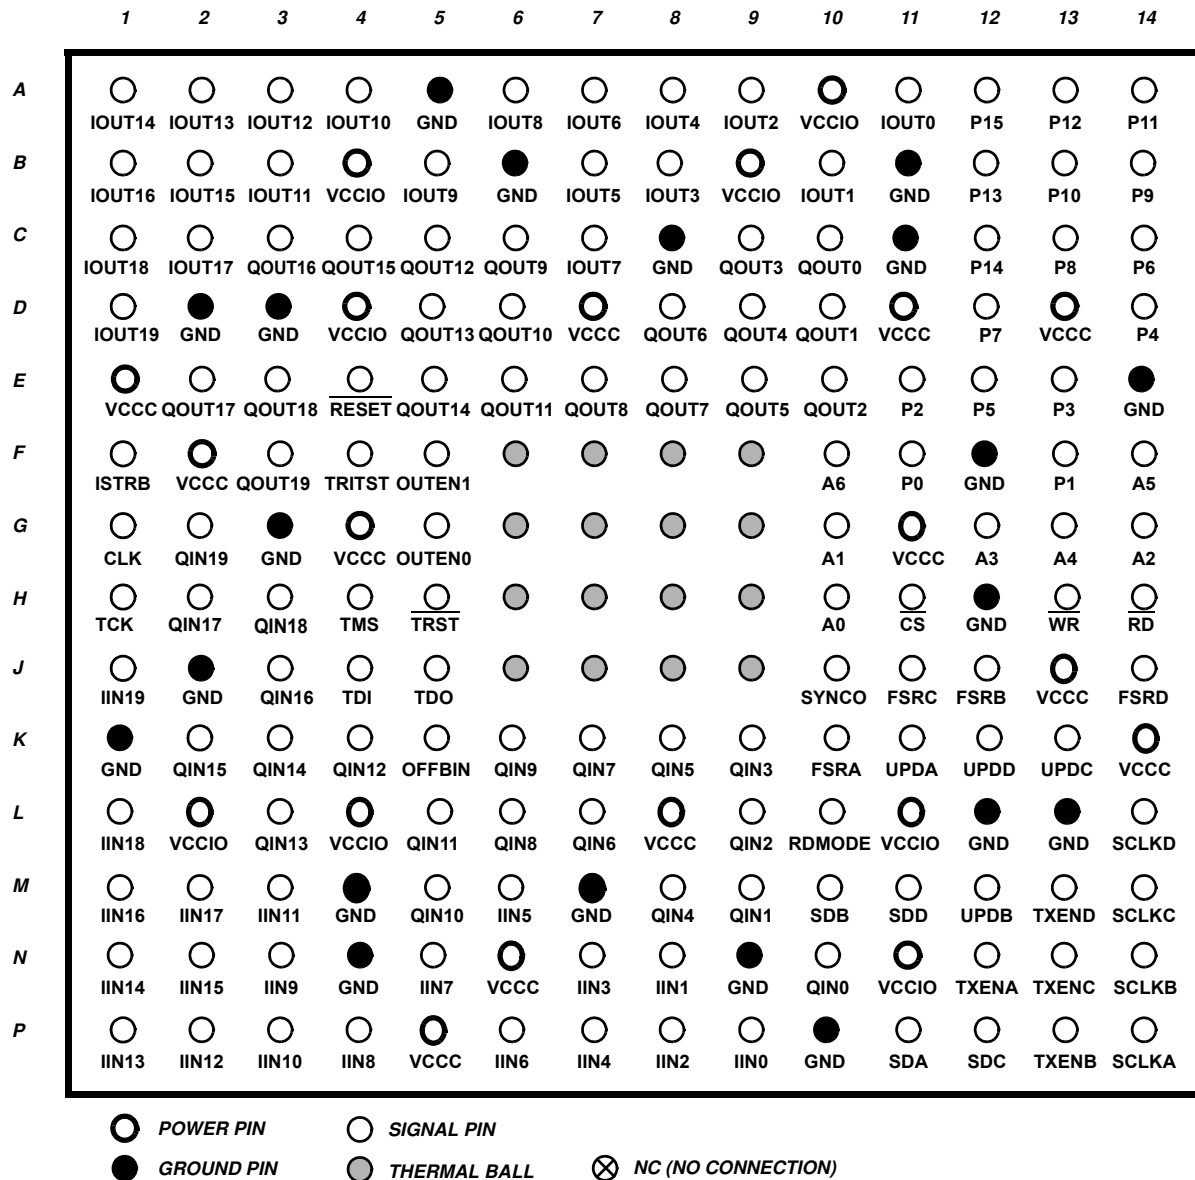 1 2 3 4 5 6 7 8 9 10 11 12 13 14
A
IOUT14 IOUT13 IOUT12 IOUT10 GND IOUT8 IOUT6 IOUT4 IOUT2 VCCIO IOUT0 P15 P12 P11
B
IOUT16 IOUT15 IOUT11 VCCIO IOUT9 GND IOUT5 IOUT3 VCCIO IOUT1 GND P13 P10 P9
C
IOUT18 IOUT17 QOUT16 QOUT15 QOUT12 QOUT9 IOUT7 GND QOUT3 QOUT0 GND P14 P8 P6
D
IOUT19 GND GND VCCIO QOUT13 QOUT10 VCCC QOUT6 QOUT4 QOUT1 VCCC P7 VCCC P4
E
VCCC QOUT17 QOUT18 RESET QOUT14 QOUT11 QOUT8 QOUT7 QOUT5 QOUT2 P2 P5 P3 GND
F
ISTRB VCCC QOUT19 TRITST OUTEN1 A6 P0 GND P1 A5
G
CLK QIN19 GND VCCC OUTEN0 A1 VCCC A3 A4 A2
H
TCK QIN17 QIN18 TMS TRST A0 CS GND WR RD
J
IIN19 GND QIN16 TDI TDO SYNCO FSRC FSRB VCCC FSRD
K
GND QIN15 QIN14 QIN12 OFFBIN QIN9 QIN7 QIN5 QIN3 FSRA UPDA UPDD UPDC VCCC
L
IIN18 VCCIO QIN13 VCCIO QIN11 QIN8 QIN6 VCCC QIN2 RDMODE VCCIO GND GND SCLKD
M
IIN16 IIN17 IIN11 GND QIN10 IIN5 GND QIN4 QIN1 SDB SDD UPDB TXEND SCLKC
N
IIN14 IIN15 IIN9 GND IIN7 VCCC IIN3 IIN1 GND QIN0 VCCIO TXENA TXENC SCLKB
P
IIN13 IIN12 IIN10 IIN8 VCCC IIN6 IIN4 IIN2 IIN0 GND SDA SDC TXENB SCLKA
POWER PIN SIGNAL PIN
GROUND PIN THERMAL BALL NC (NO CONNECTION)